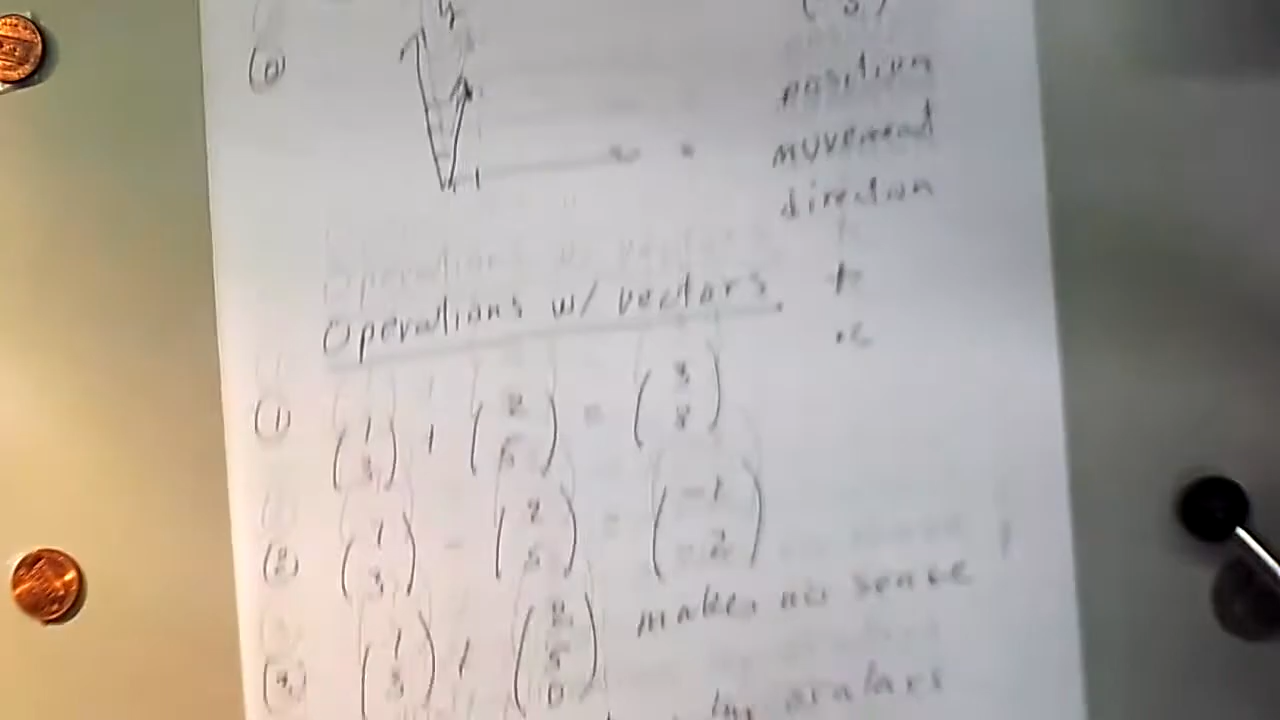 y
position
movement
direction
Operations w/ vectors
(1) (1 3) + (2 5) = (3 8)
(2) (1 3) - (2 5) = (-1 -2)
(1 3) + (2 5 0) makes no sense
by scalars